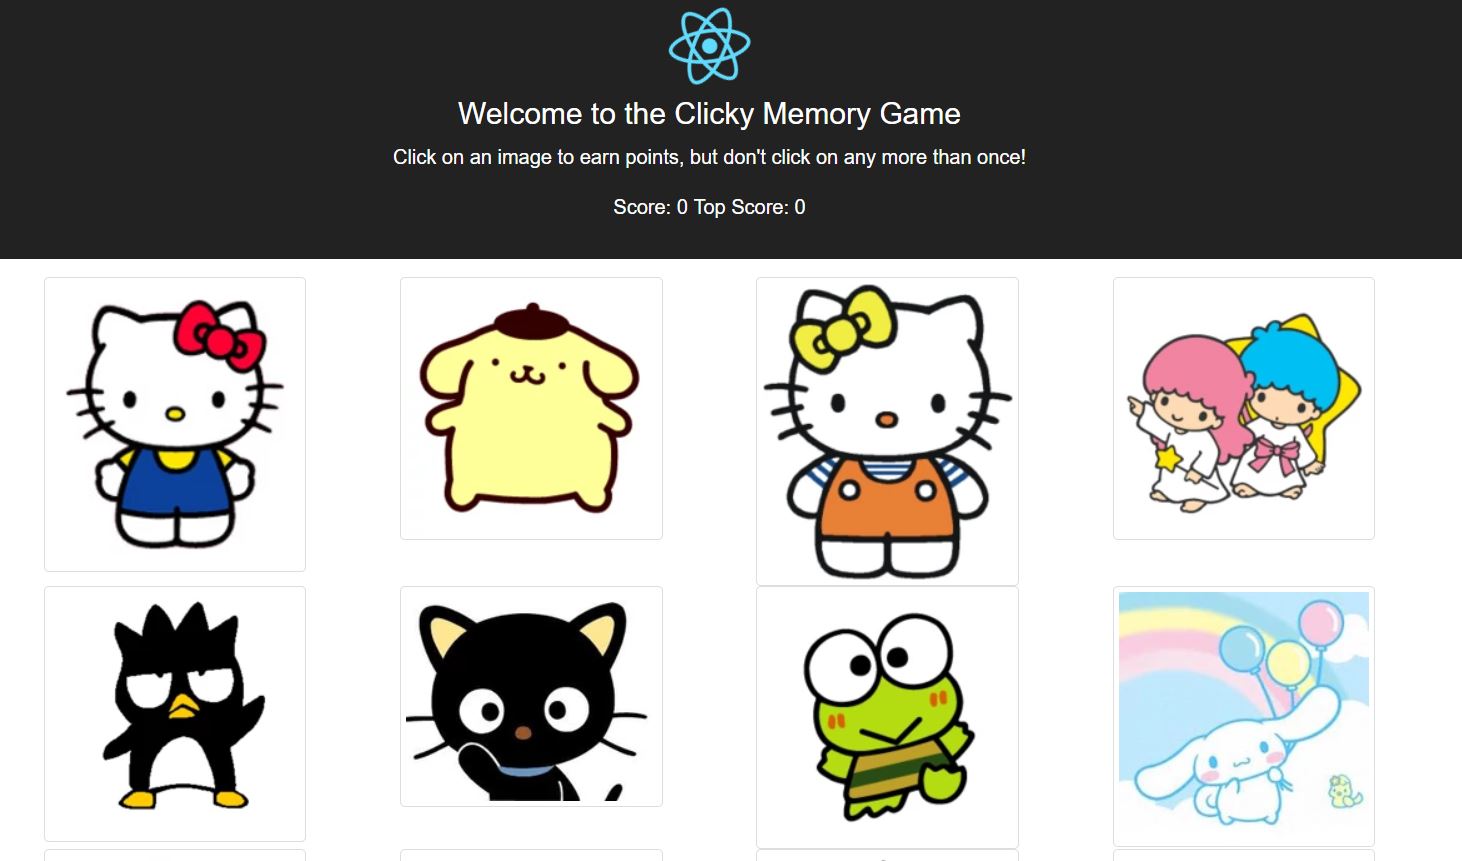 Welcome to the Clicky Memory Game
Click on an image to earn points, but don't click on any more than once!
Score: 0 Top Score: 0